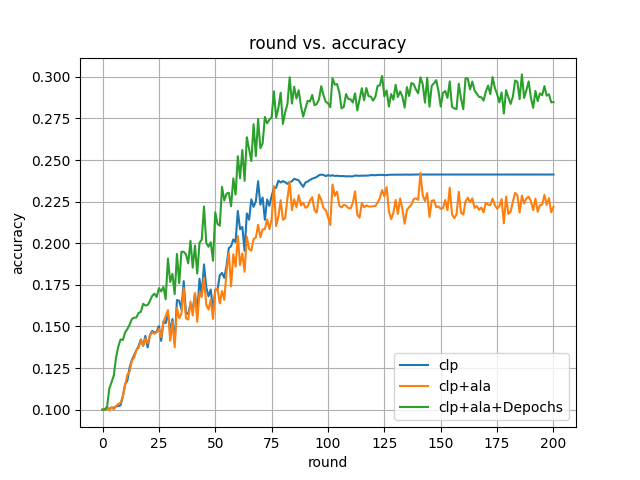 round vs. accuracy
accuracy
0.300
0.275
0.250
0.225
0.200
0.175
0.150
0.125
0.100
clp
clp+ala
clp+ala+Depochs
0 25 50 75 100 125 150 175 200
round